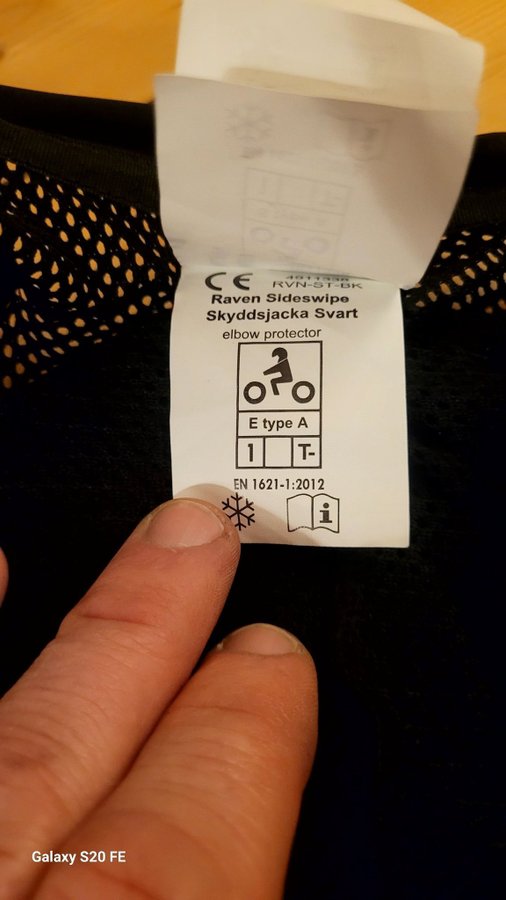 CE 4911338
RVN-ST-BK
Raven Sideswipe
Skyddsjacka Svart
elbow protector
E type A
1 T-
EN 1621-1:2012
i
Galaxy S20 FE